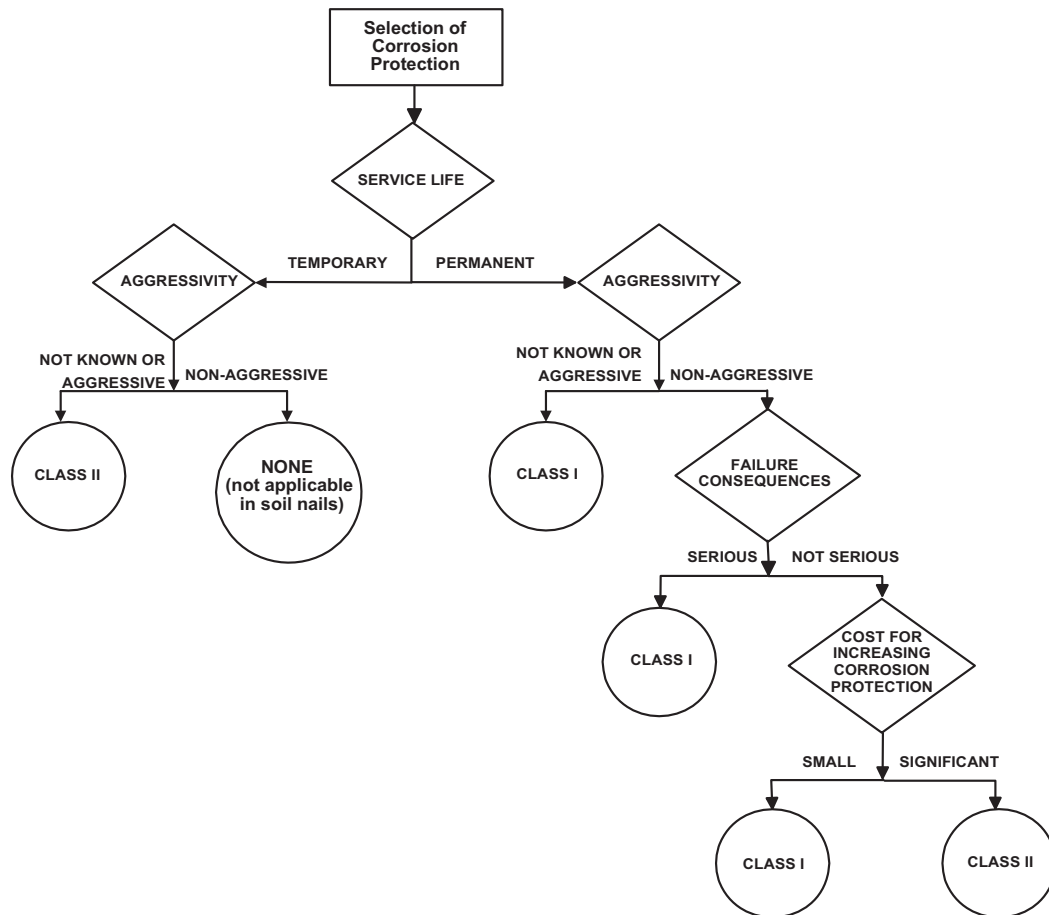 Selection of
Corrosion
Protection
SERVICE LIFE
TEMPORARY
PERMANENT
AGGRESSIVITY
AGGRESSIVITY
NOT KNOWN OR
AGGRESSIVE
NON-AGGRESSIVE
NOT KNOWN OR
AGGRESSIVE
NON-AGGRESSIVE
CLASS II
NONE
(not applicable
in soil nails)
CLASS I
FAILURE
CONSEQUENCES
SERIOUS
NOT SERIOUS
CLASS I
COST FOR
INCREASING
CORROSION
PROTECTION
SMALL
SIGNIFICANT
CLASS I
CLASS II